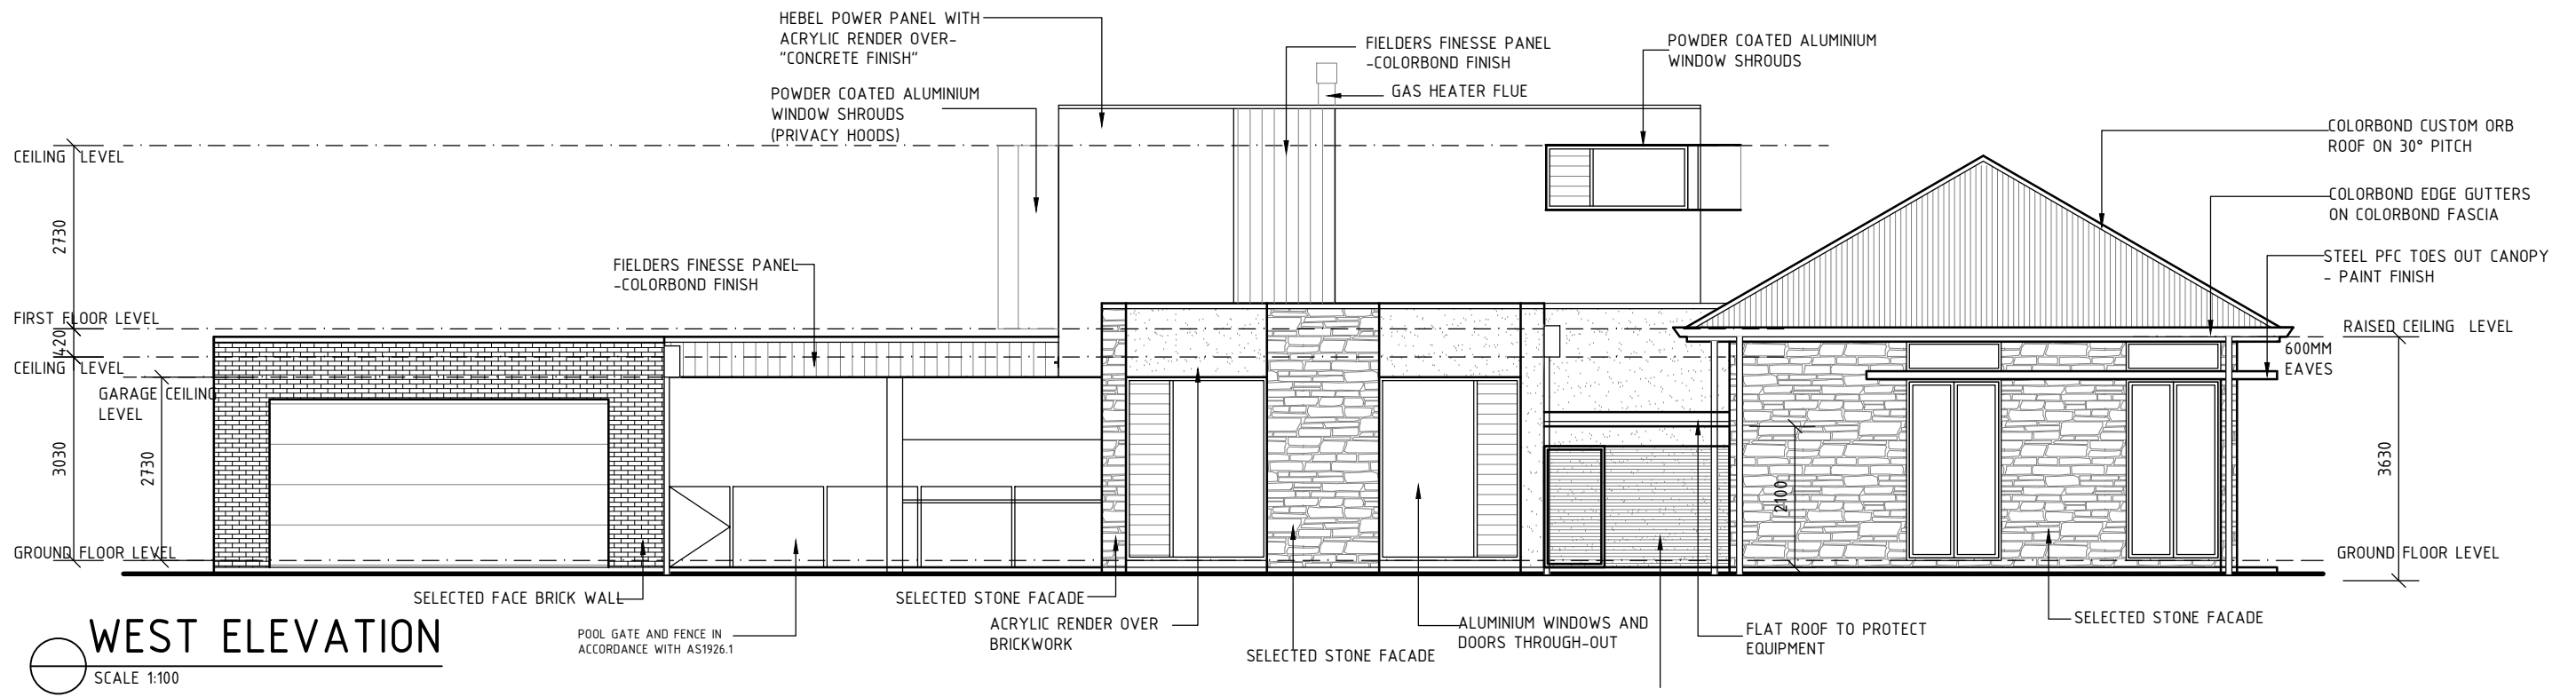 HEBEL POWER PANEL WITH
ACRYLIC RENDER OVER-
"CONCRETE FINISH"
FIELDERS FINESSE PANEL
-COLORBOND FINISH
POWDER COATED ALUMINIUM
WINDOW SHROUDS
GAS HEATER FLUE
POWDER COATED ALUMINIUM
WINDOW SHROUDS
(PRIVACY HOODS)
COLORBOND CUSTOM ORB
ROOF ON 30° PITCH
CEILING LEVEL
COLORBOND EDGE GUTTERS
ON COLORBOND FASCIA
2730
STEEL PFC TOES OUT CANOPY
- PAINT FINISH
FIELDERS FINESSE PANEL
-COLORBOND FINISH
FIRST FLOOR LEVEL
RAISED CEILING LEVEL
420
600MM
EAVES
CEILING LEVEL
GARAGE CEILING
LEVEL
3030
2730
2100
3630
GROUND FLOOR LEVEL
GROUND FLOOR LEVEL
SELECTED FACE BRICK WALL
SELECTED STONE FACADE
POOL GATE AND FENCE IN
ACCORDANCE WITH AS1926.1
ACRYLIC RENDER OVER
BRICKWORK
SELECTED STONE FACADE
ALUMINIUM WINDOWS AND
DOORS THROUGH-OUT
FLAT ROOF TO PROTECT
EQUIPMENT
SELECTED STONE FACADE
WEST ELEVATION
SCALE 1:100